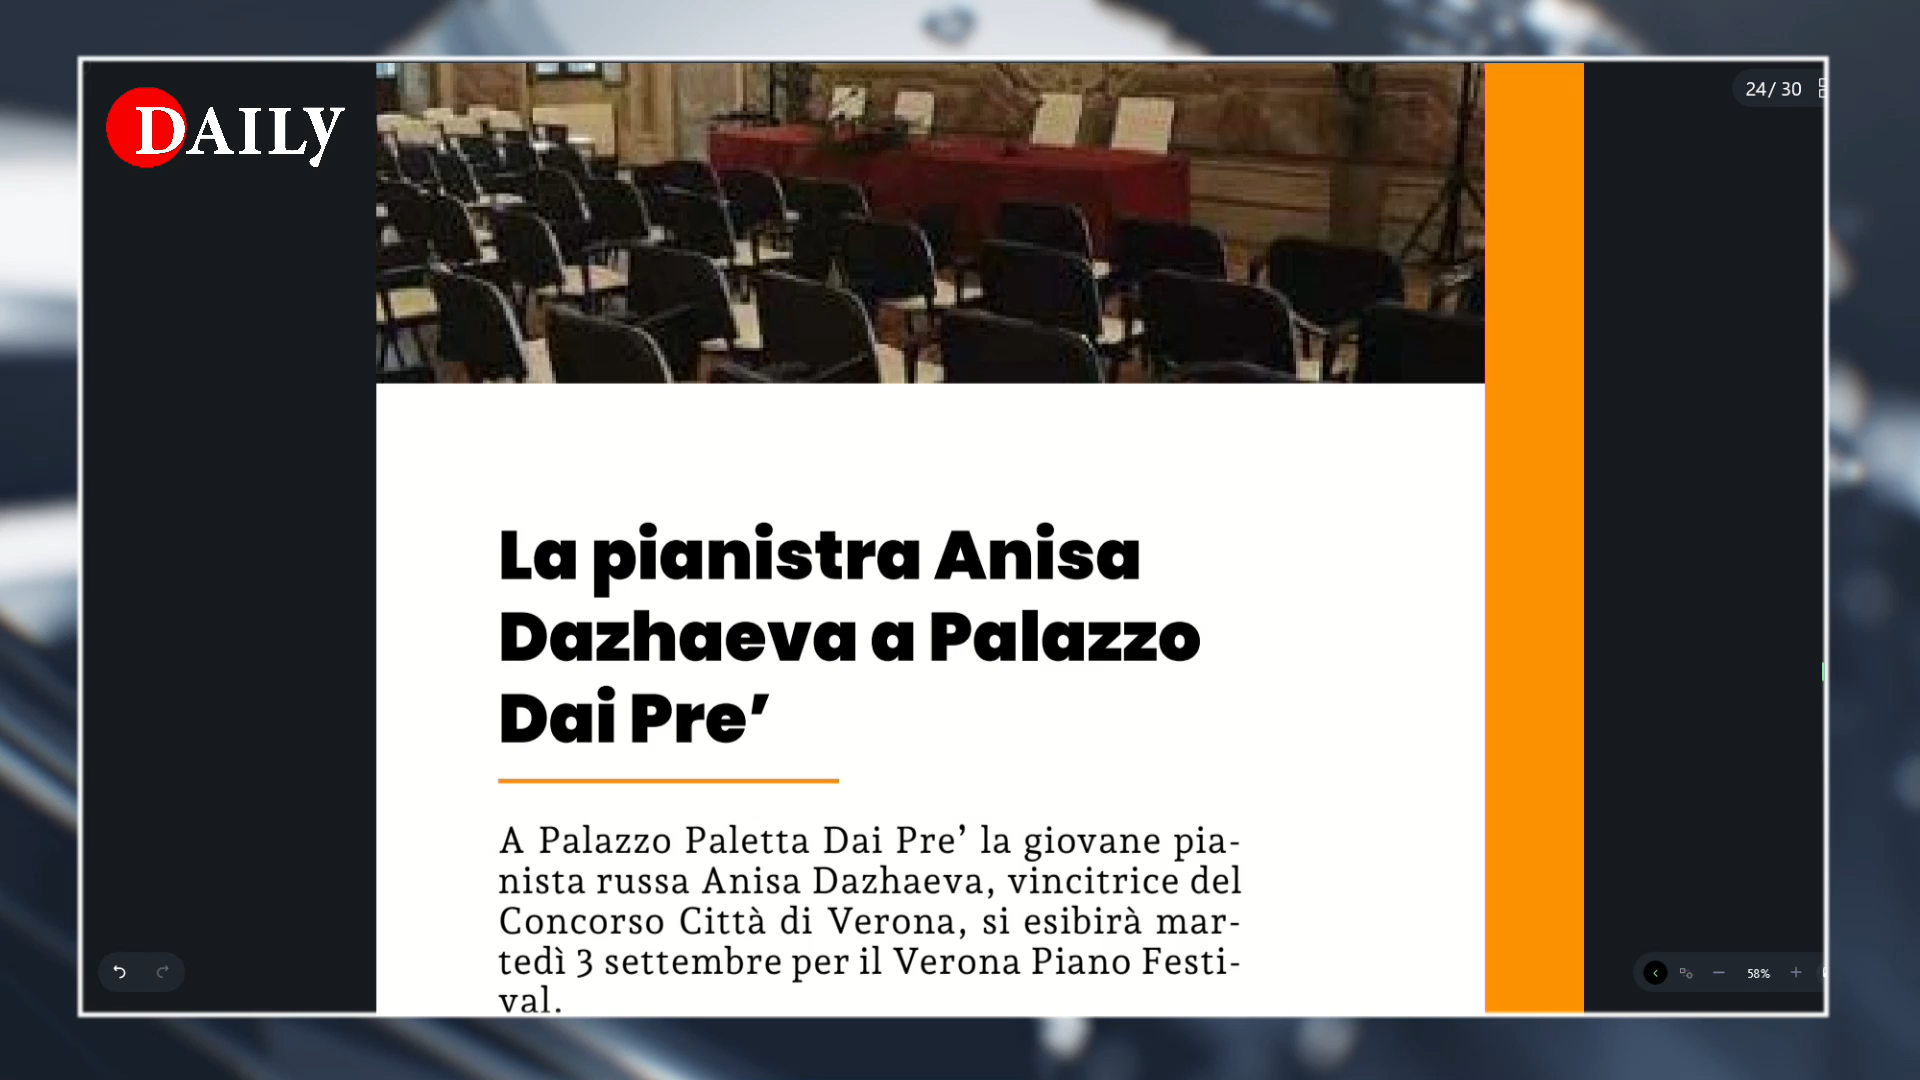 DAILY
24/ 30
La pianistra Anisa
Dazhaeva a Palazzo
Dai Pre’
A Palazzo Paletta Dai Pre’ la giovane pia-
nista russa Anisa Dazhaeva, vincitrice del
Concorso Città di Verona, si esibirà mar-
tedì 3 settembre per il Verona Piano Festi-
val.
58%